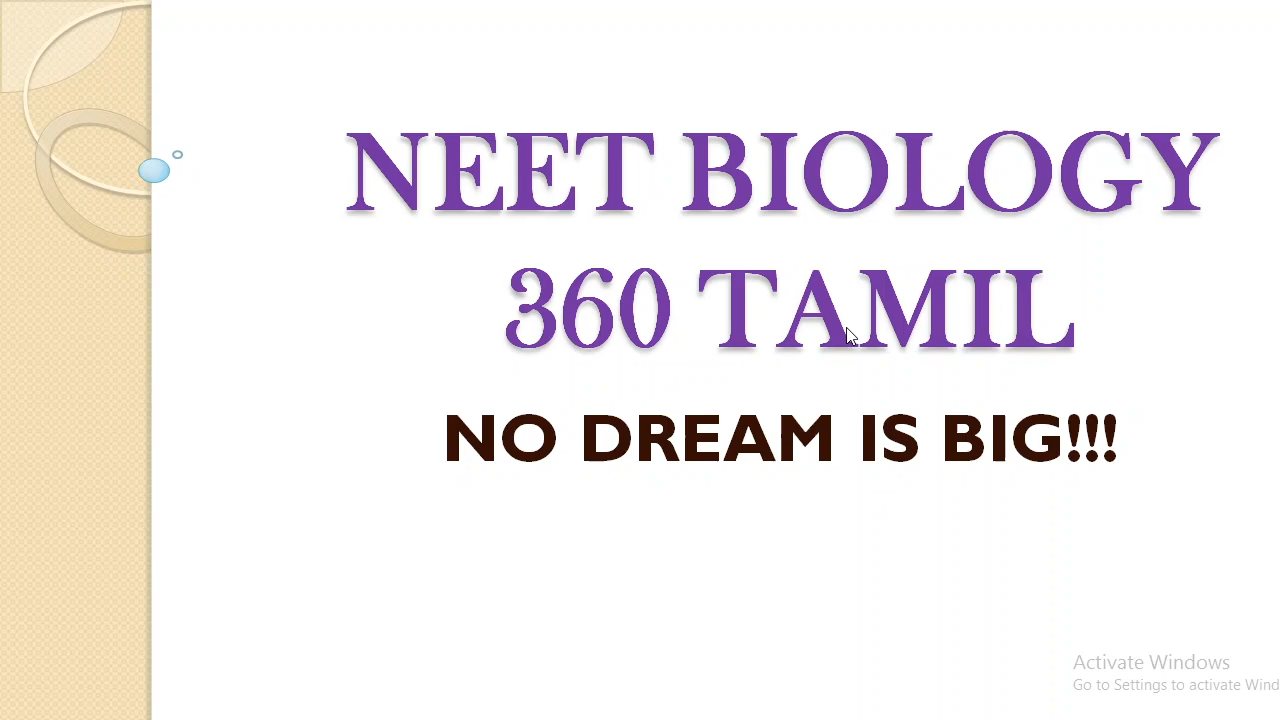 NEET BIOLOGY
360 TAMIL
NO DREAM IS BIG!!!
Activate Windows
Go to Settings to activate Wind